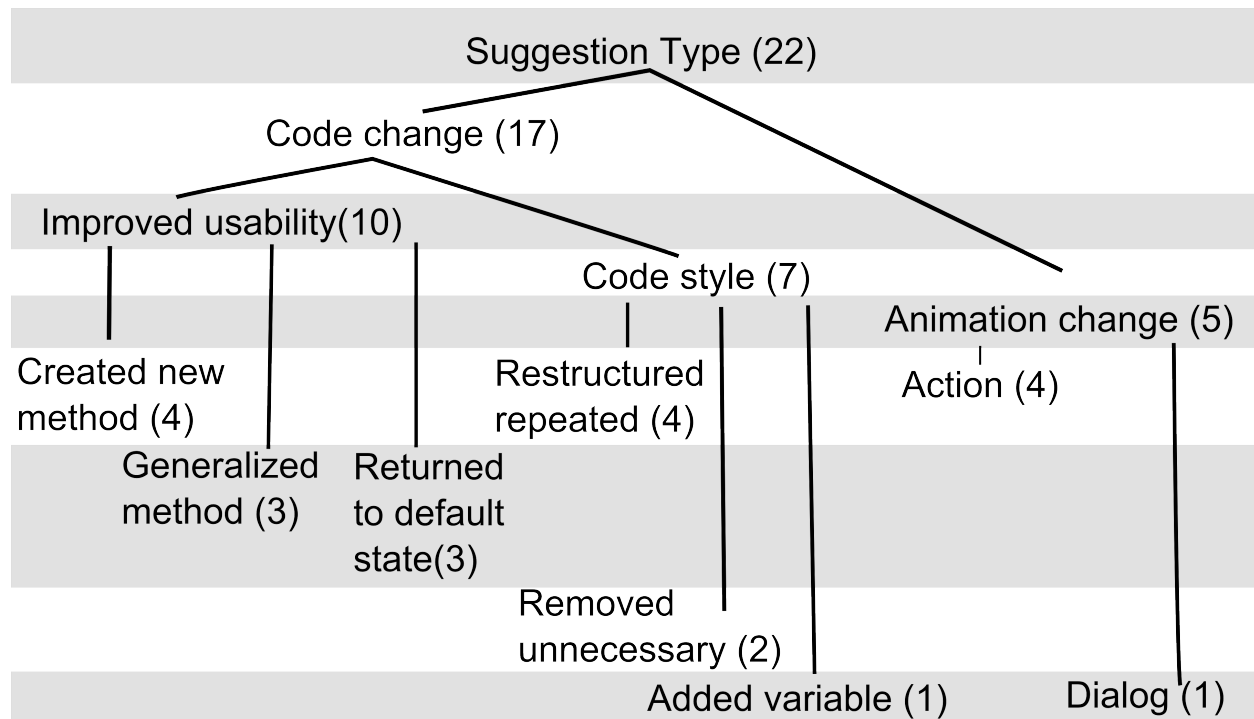 Suggestion Type (22)
Code change (17)
Improved usability(10)
Code style (7)
Animation change (5)
Created new
method (4)
Restructured
repeated (4)
Action (4)
Generalized
method (3)
Returned
to default
state(3)
Removed
unnecessary (2)
Added variable (1)
Dialog (1)